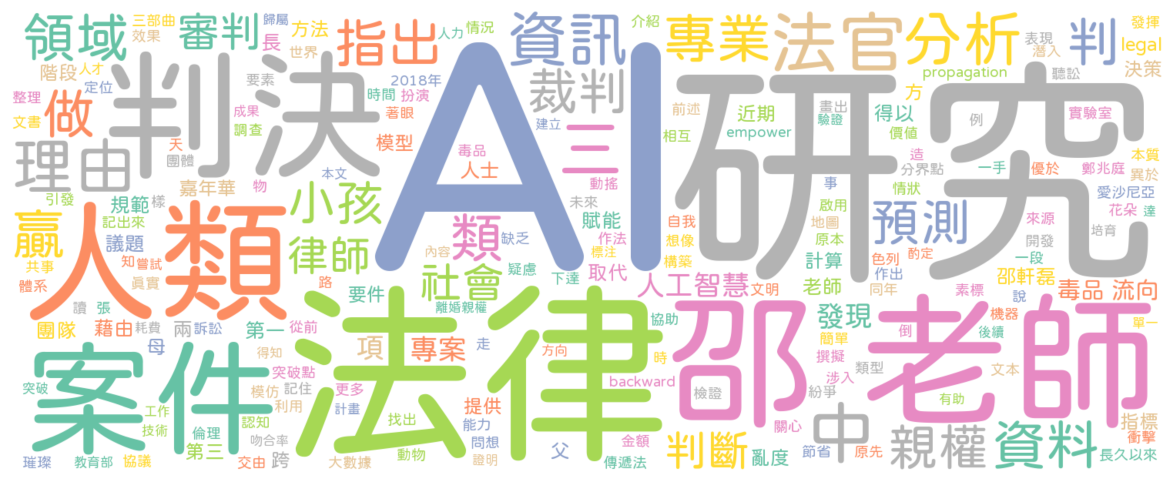 領域
審判
三部曲
效果
歸屬
長
方法
世界
指出
人力
情況
資訊
介紹
專業
法官
分析
表現
潛入
判
發揮
legal
決策
階段
人才
定位
判決
要素
2018年
時間
扮演
著眼
AI
裁判
前述
近期
畫出
驗證
propagation
方
得以
價值
聽訟
例
實驗室
整理
文書
做
成果
調查
天
團體
模型
建立
三
相互
empower
研究
造
分界點
一手
優於
鄭兆庭
本質
異於
理由
本文
毒品
人士
動搖
事
情狀
愛沙尼亞
引發
樣
嘉年華
物
小孩
未來
賦能
自我
地圖
啟用
預測
來源
花朵
達
規範
記出來
人類
贏
議題
律師
類
缺乏
作法
標注
想像
構築
原本
計算
色列
酌定
開發
培育
一段
共事
知
嘗試
真實
體系
路
社會
內容
疑慮
下達
取代
人工智慧
文明
老師
作出
同年
邵軒磊
素標
說
毒品
流向
讀
張
要件
離婚親權
團隊
藉由
耗費
兩
訴訟
第一
從前
法律
協助
邵
發現
倒
機器
後續
單一
老師
母
得知
突破點
項
專案
走
方向
時
簡單
撰擬
案件
突破
模仿
記住
利用
更多
計畫
backward
檢證
紛爭
類型
涉入
文本
有助
工作
技術
倫理
認知
找出
提供
能力
問想
金額
關心
中
指標
衝擊
璀璨
教育部
協議
第三
吻合率
交由
跨
大數據
動物
證明
父
傳遞法
判斷
亂度
節省
原先
親權
資料
長久以來